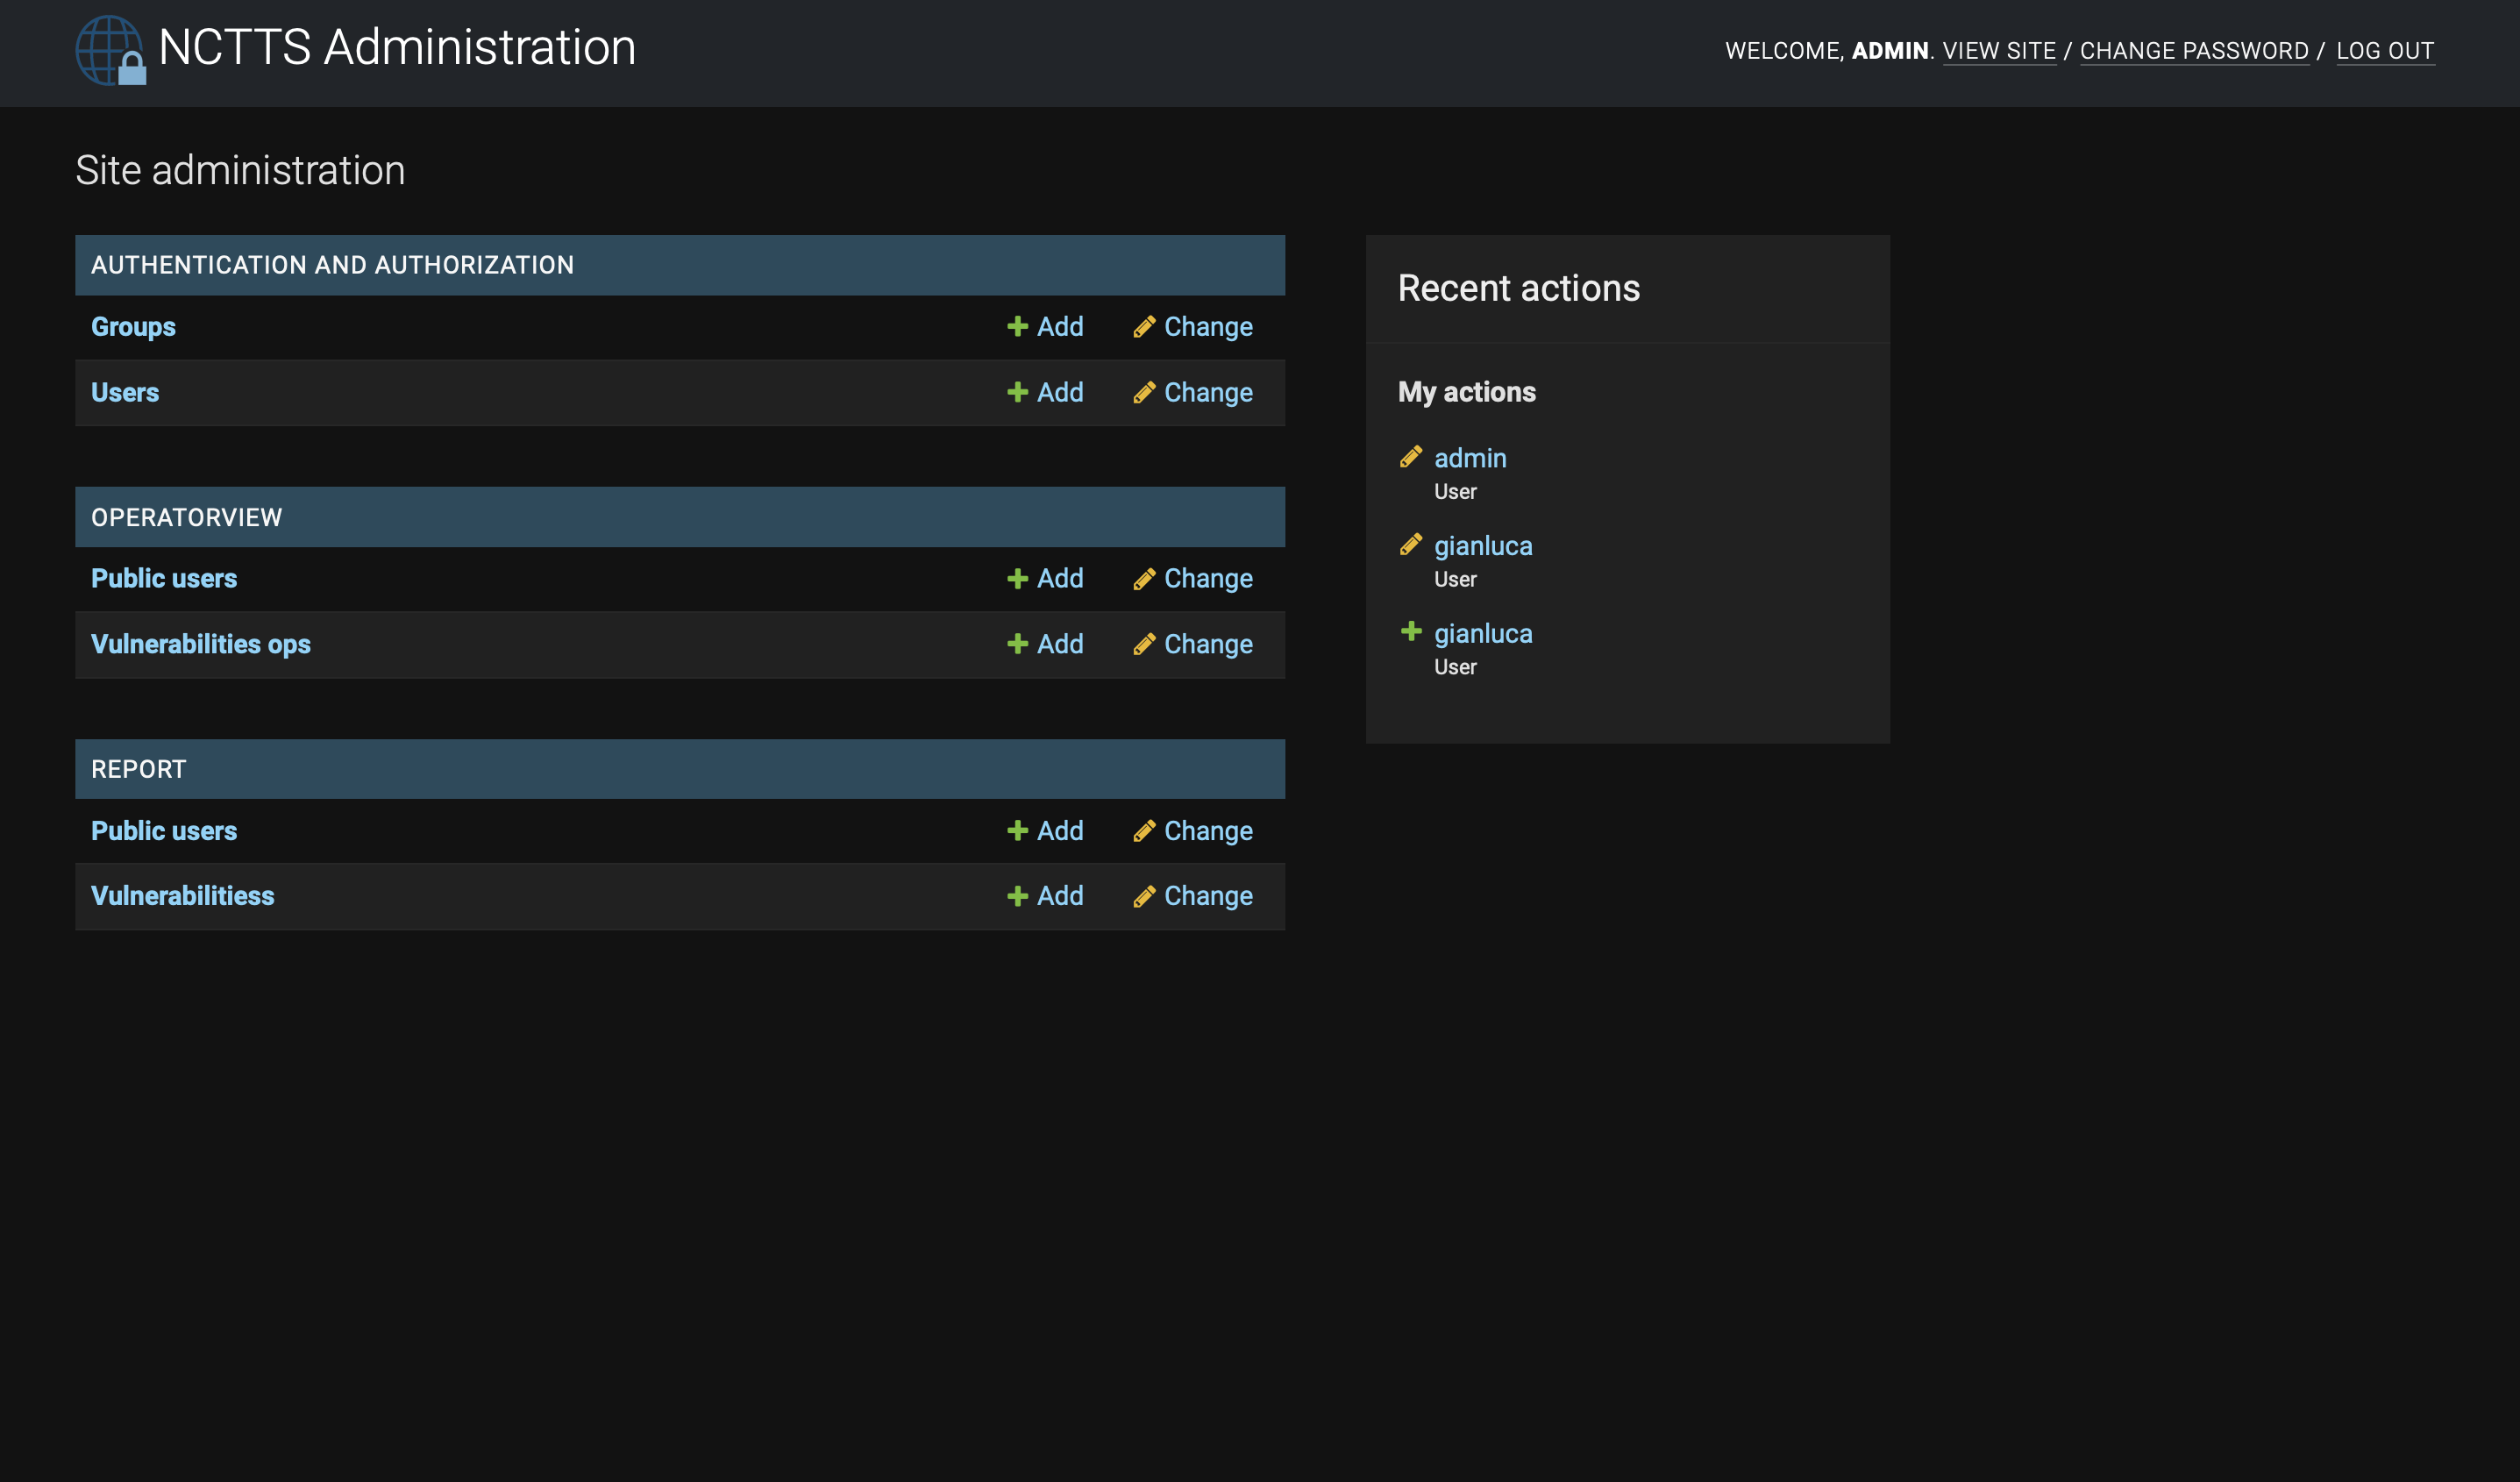 NCTTS Administration
WELCOME, ADMIN. VIEW SITE / CHANGE PASSWORD / LOG OUT
Site administration
AUTHENTICATION AND AUTHORIZATION
Groups Add Change
Users Add Change
OPERATORVIEW
Public users Add Change
Vulnerabilities ops Add Change
REPORT
Public users Add Change
Vulnerabilitiess Add Change
Recent actions
My actions
admin
User
gianluca
User
gianluca
User